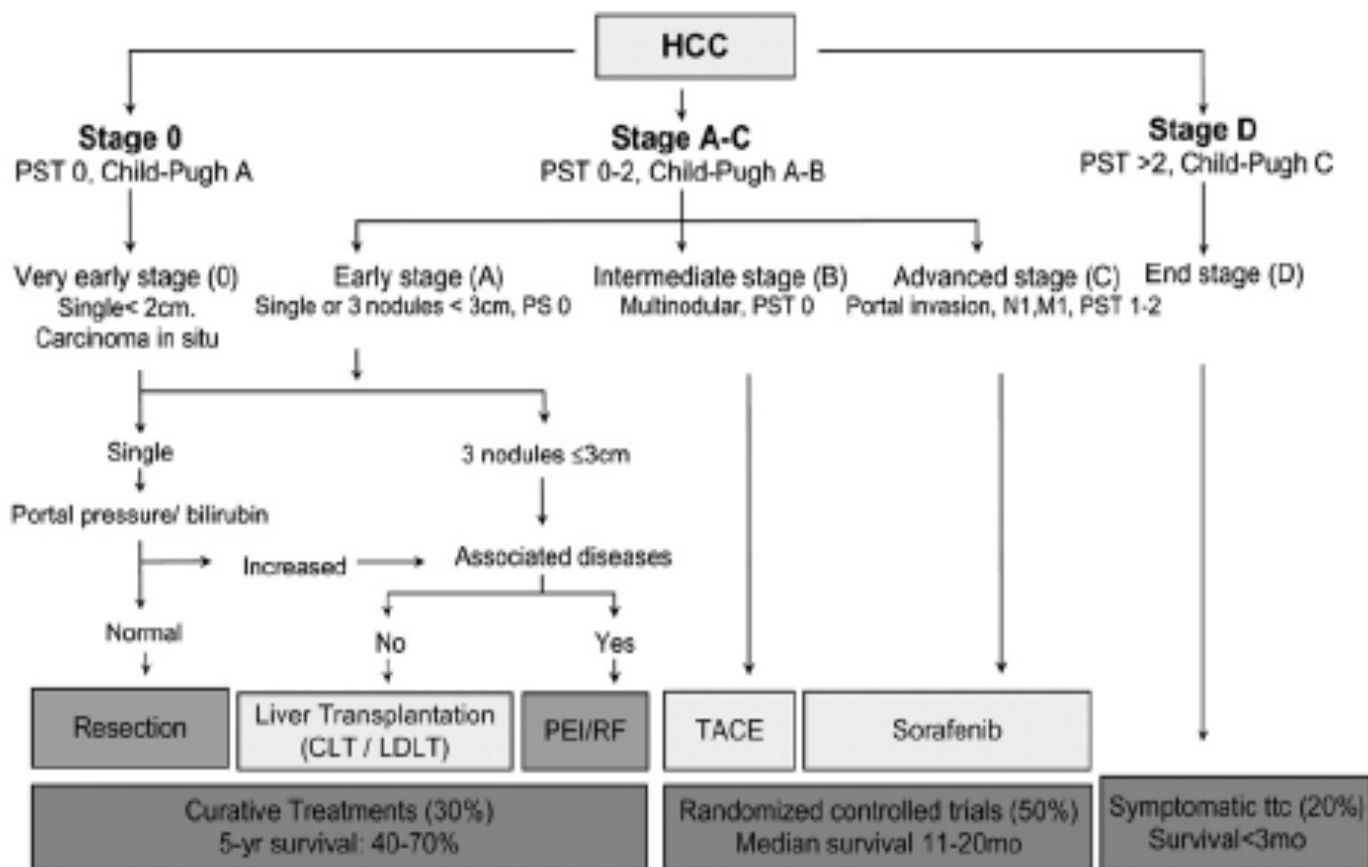 HCC
Stage 0
PST 0, Child-Pugh A
Stage A-C
PST 0-2, Child-Pugh A-B
Stage D
PST >2, Child-Pugh C
Very early stage (0)
Single< 2cm.
Carcinoma in situ
Early stage (A)
Single or 3 nodules < 3cm, PS 0
Intermediate stage (B)
Multinodular, PST 0
Advanced stage (C)
Portal invasion, N1,M1, PST 1-2
End stage (D)
Single
3 nodules ≤3cm
Portal pressure/ bilirubin
Increased
Associated diseases
Normal
No
Yes
Resection
Liver Transplantation
(CLT / LDLT)
PEI/RF
TACE
Sorafenib
Curative Treatments (30%)
5-yr survival: 40-70%
Randomized controlled trials (50%)
Median survival 11-20mo
Symptomatic ttc (20%)
Survival<3mo